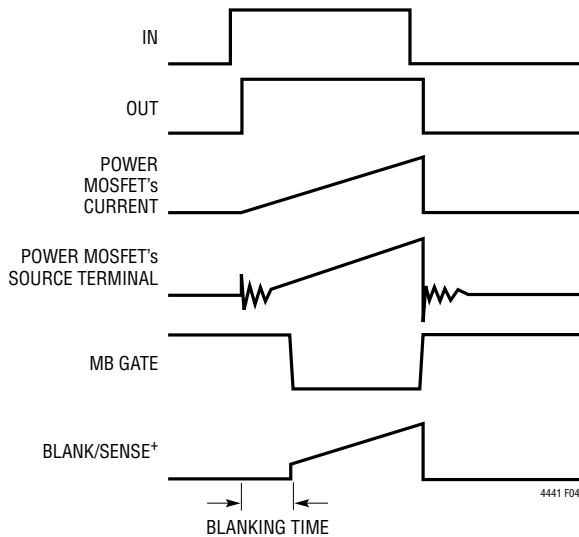 IN
OUT
POWER
MOSFET's
CURRENT
POWER MOSFET's
SOURCE TERMINAL
MB GATE
BLANK/SENSE+
4441 F04
BLANKING TIME